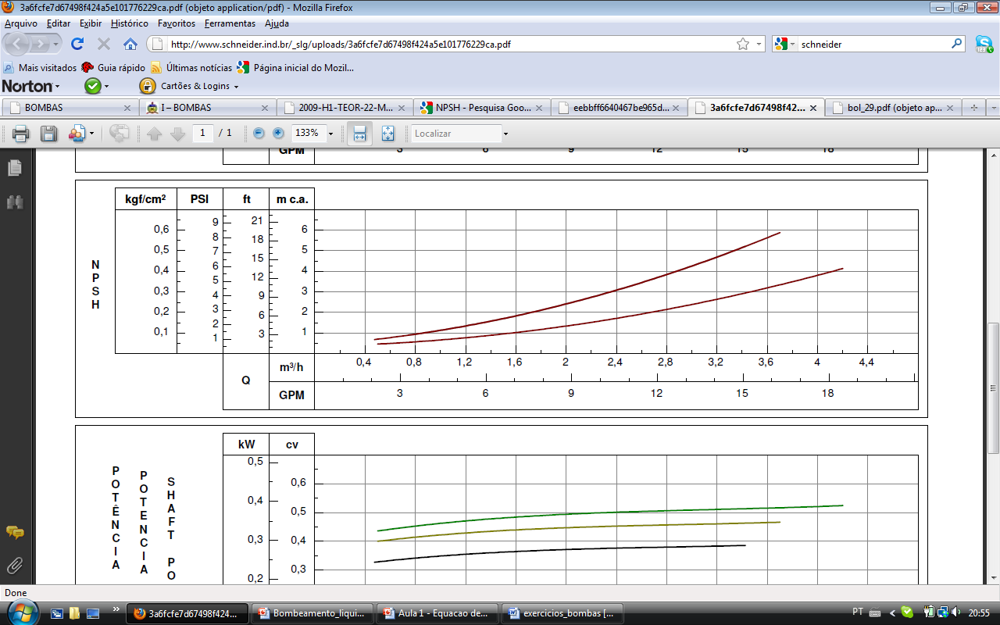 3a6fcfe7d67498f424a5e101776229ca.pdf (objeto application/pdf) - Mozilla Firefox
Arquivo Editar Exibir Histórico Favoritos Ferramentas Ajuda
http://www.schneider.ind.br/_slg/uploads/3a6fcfe7d67498f424a5e101776229ca.pdf
schneider
Mais visitados Guia rápido Últimas notícias Página inicial do Mozil...
Norton Cartões & Logins
BOMBAS I – BOMBAS 2009-H1-TEOR-22-M... NPSH - Pesquisa Goo... eebbff6640467be965d... 3a6fcfe7d67498f42... bol_29.pdf (objeto ap...
1 / 1 133% Localizar
GPM 3 6 9 12 15 18
kgf/cm² PSI ft m c.a.
9 21
0,6 8 18 6
0,5 7 15 5
0,4 6 12 4
5
0,3 4 9 3
0,2 3 6 2
0,1 2 3 1
1
NPSH
m³/h 0,4 0,8 1,2 1,6 2 2,4 2,8 3,2 3,6 4 4,4
Q
GPM 3 6 9 12 15 18
kW cv
0,5
0,6
0,4
0,5
0,3 0,4
0,3
0,2
POTÊNCIA
POTENCIA
SHAFT PO
Done
3a6fcfe7d67498f424... Bombeamento_liqui... Aula 1 - Equacao de... exercicios_bombas [... PT 20:55